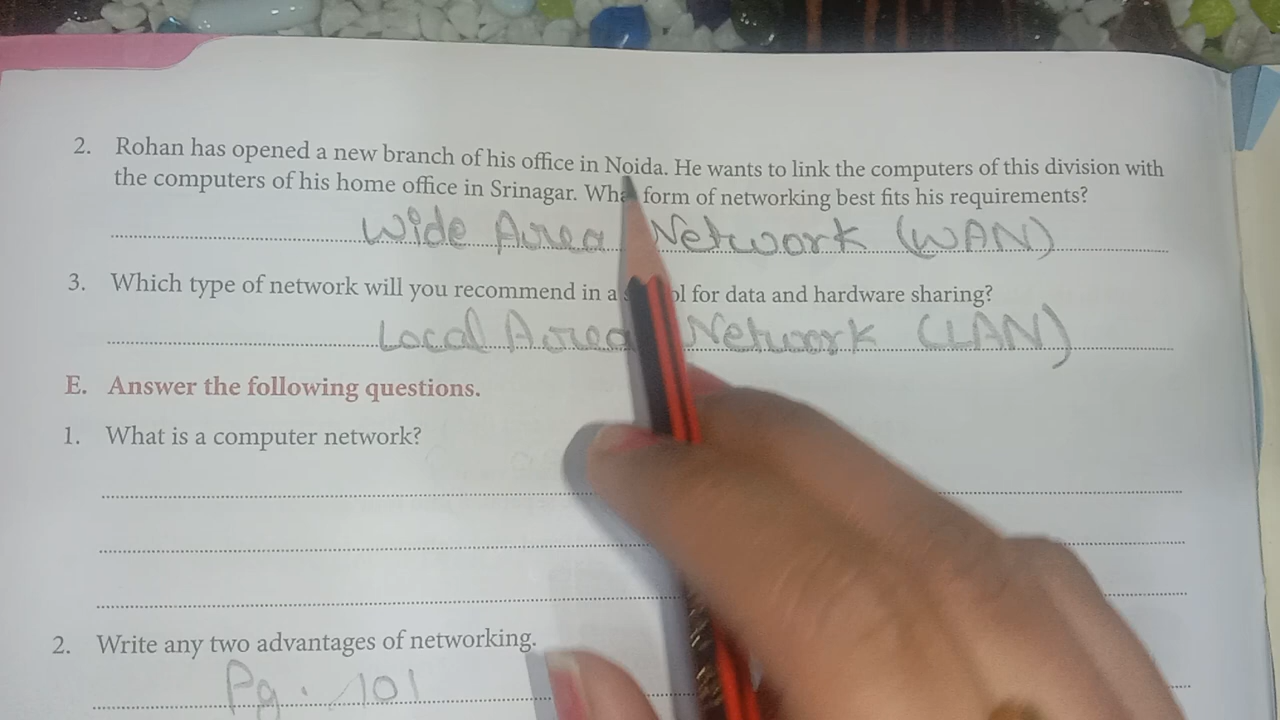 2. Rohan has opened a new branch of his office in Noida. He wants to link the computers of this division with
the computers of his home office in Srinagar. What form of networking best fits his requirements?
Wide Area Network (WAN)
3. Which type of network will you recommend in a school for data and hardware sharing?
Local Area Network (LAN)
E. Answer the following questions.
1. What is a computer network?
2. Write any two advantages of networking.
Pg. 101